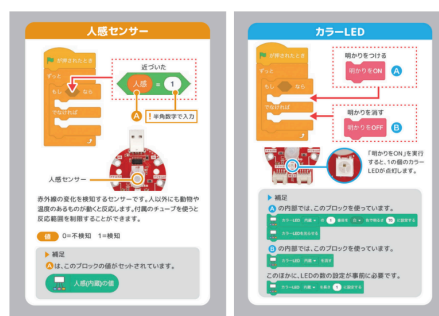 人感センサー
が押されたとき
ずっと
もし なら
でなければ
近づいた
人感 = 1
A ！半角数字で入力
人感センサー
赤外線の変化を検知するセンサーです。人以外にも動物や
温度のあるものが動くと反応します。付属のチューブを使うと
反応範囲を制限することができます。
値 0=不検知 1=検知
▶ 補足
Aは、このブロックの値がセットされています。
人感(内蔵)の値
カラーLED
が押されたとき
ずっと
もし なら
でなければ
明かりをつける
明かりをON A
明かりを消す
明かりをOFF B
「明かりをON」を実行
すると、1の個のカラー
LEDが点灯します。
▶ 補足
Aの内部では、このブロックを使っています。
Bの内部では、このブロックを使っています。
このほかに、LEDの数の設定が事前に必要です。